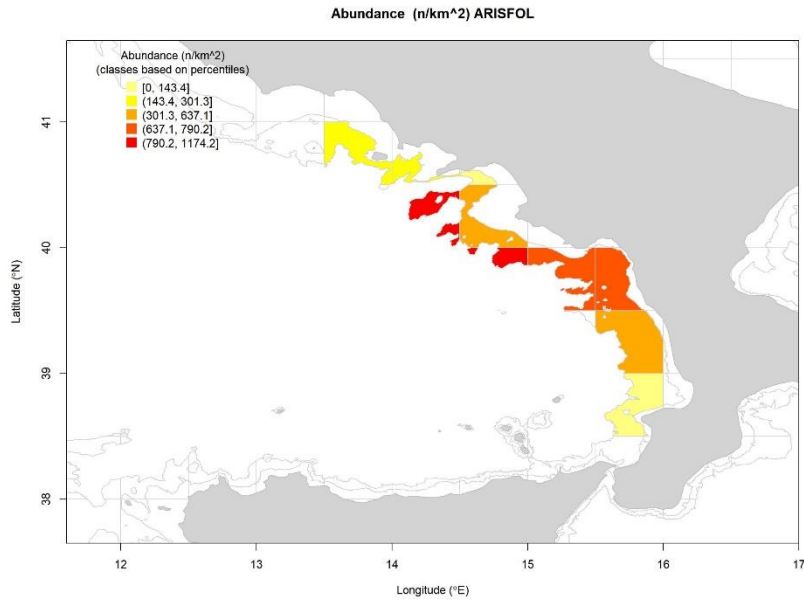 Abundance (n/km^2) ARISFOL
Abundance (n/km^2)
(classes based on percentiles)
[0, 143.4]
(143.4, 301.3]
(301.3, 637.1]
(637.1, 790.2]
(790.2, 1174.2]
41
40
39
38
Latitude (°N)
12 13 14 15 16 17
Longitude (°E)